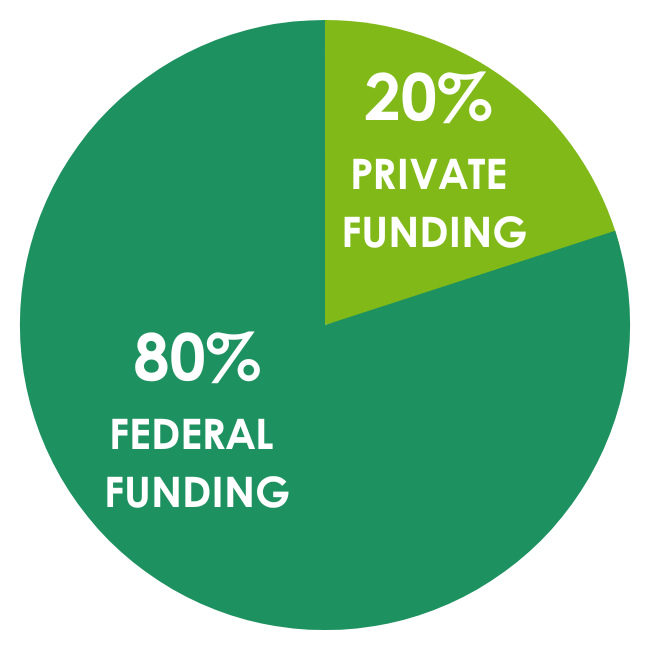 20%
PRIVATE
FUNDING
80%
FEDERAL
FUNDING